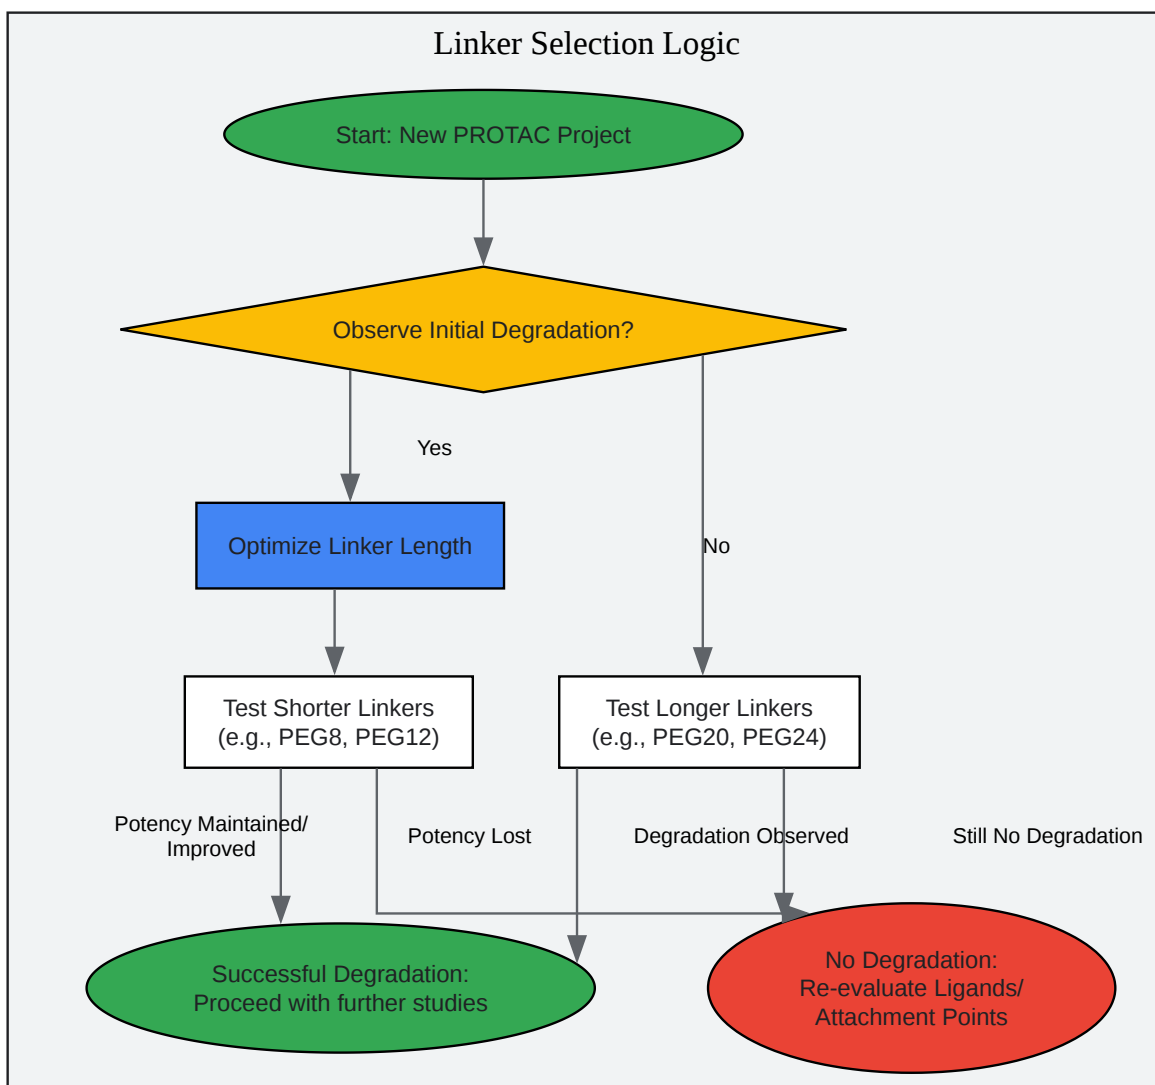 Linker Selection Logic
Start: New PROTAC Project
Observe Initial Degradation?
Yes
Optimize Linker Length
No
Test Shorter Linkers
(e.g., PEG8, PEG12)
Test Longer Linkers
(e.g., PEG20, PEG24)
Potency Maintained/
Improved
Potency Lost
Degradation Observed
Still No Degradation
Successful Degradation:
Proceed with further studies
No Degradation:
Re-evaluate Ligands/
Attachment Points